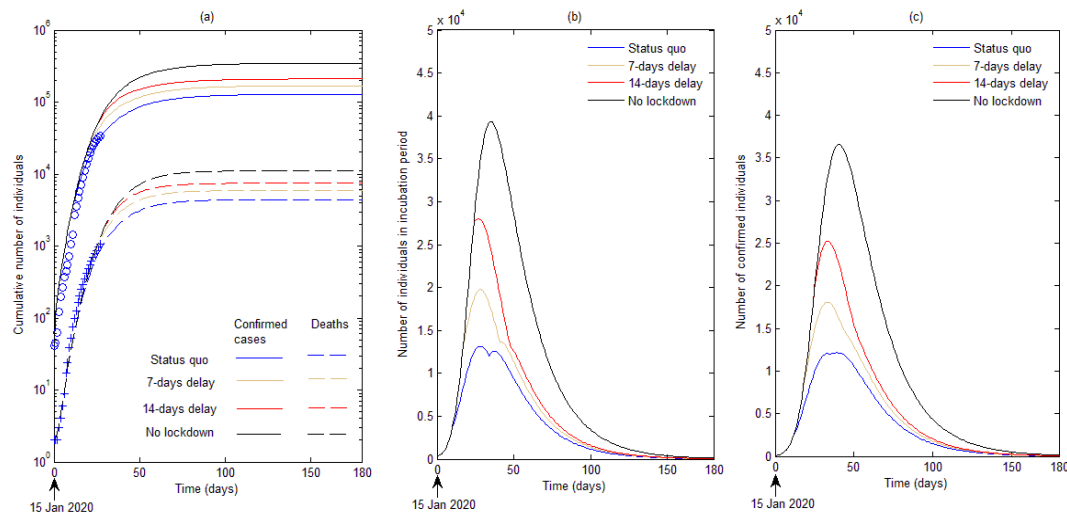 (a)
Cumulative number of individuals
10^6
10^5
10^4
10^3
10^2
10^1
10^0
Confirmed cases
Deaths
Status quo
7-days delay
14-days delay
No lockdown
0
50
100
150
180
Time (days)
15 Jan 2020
(b)
x 10^4
Number of individuals in incubation period
5
4.5
4
3.5
3
2.5
2
1.5
1
0.5
0
Status quo
7-days delay
14-days delay
No lockdown
0
50
100
150
180
Time (days)
15 Jan 2020
(c)
x 10^4
Number of confirmed individuals
5
4.5
4
3.5
3
2.5
2
1.5
1
0.5
0
Status quo
7-days delay
14-days delay
No lockdown
0
50
100
150
180
Time (days)
15 Jan 2020